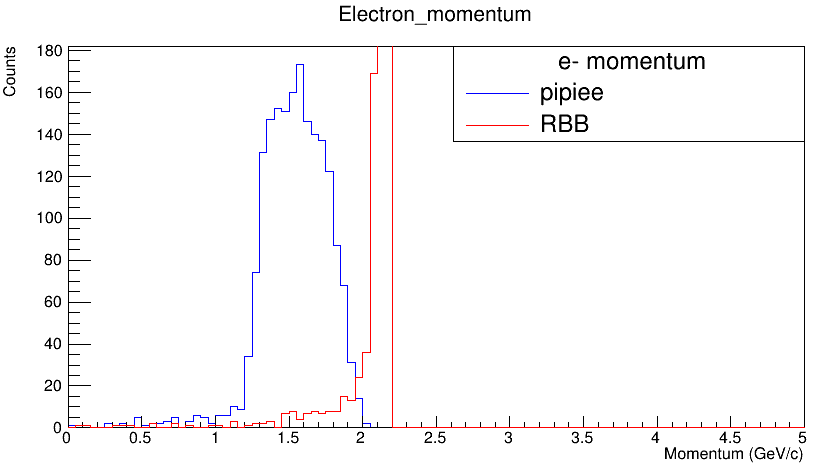 Electron_momentum
Counts
180
160
140
120
100
80
60
40
20
0
e- momentum
pipiee
RBB
0 0.5 1 1.5 2 2.5 3 3.5 4 4.5 5
Momentum (GeV/c)